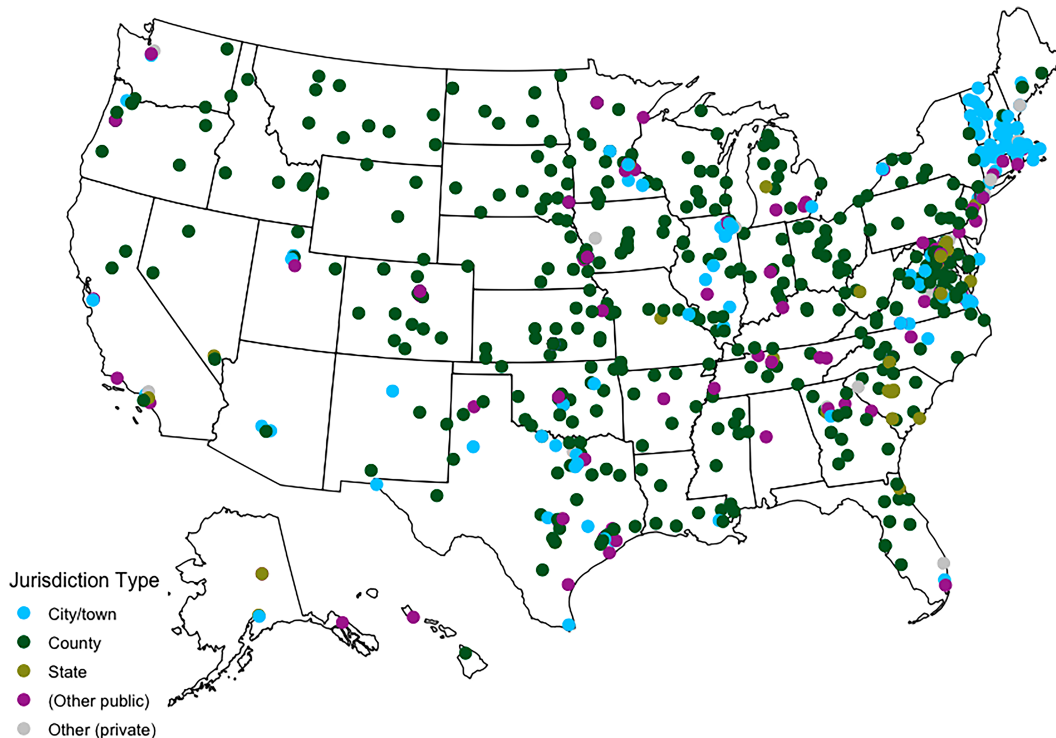 Jurisdiction Type
City/town
County
State
(Other public)
Other (private)